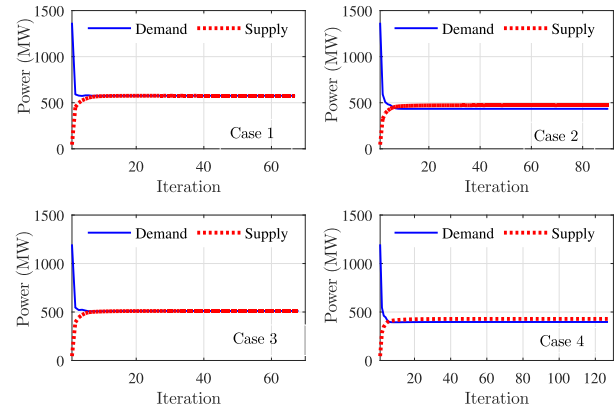 1500
Demand Supply
1000
Power (MW)
500
Case 1
0
20 40 60
Iteration
1500
Demand Supply
1000
Power (MW)
500
Case 2
0
20 40 60 80
Iteration
1500
Demand Supply
1000
Power (MW)
500
Case 3
0
20 40 60
Iteration
1500
Demand Supply
1000
Power (MW)
500
Case 4
0
20 40 60 80 100 120
Iteration